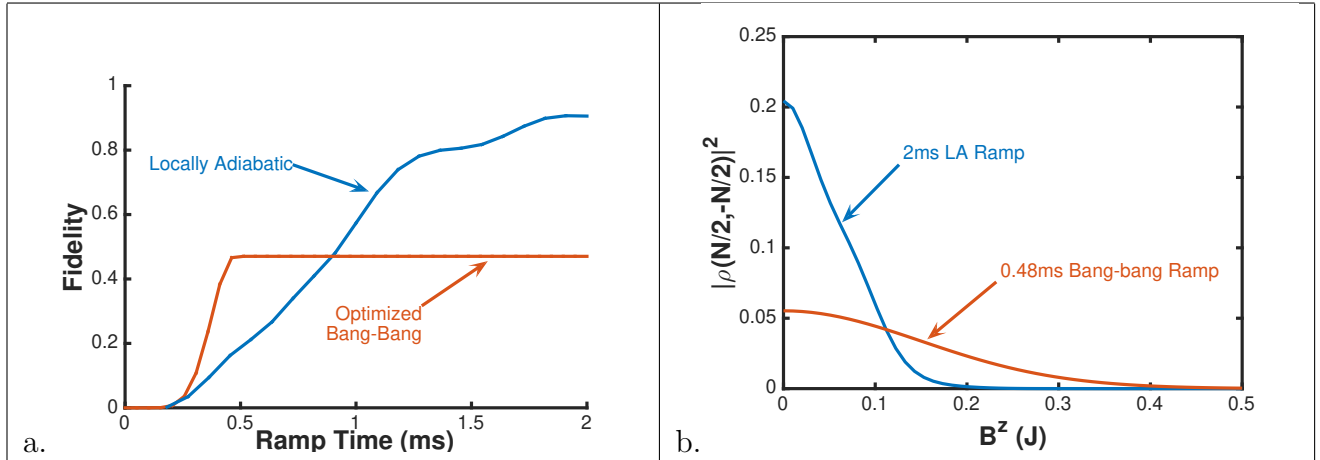 1
0.8
0.6
0.4
0.2
0
0
0.5
1
1.5
2
Fidelity
Ramp Time (ms)
Locally Adiabatic
Optimized
Bang-Bang
a.
0.25
0.2
0.15
0.1
0.05
0
0
0.1
0.2
0.3
0.4
0.5
|ρ(N/2,-N/2)|²
Bᶻ (J)
2ms LA Ramp
0.48ms Bang-bang Ramp
b.